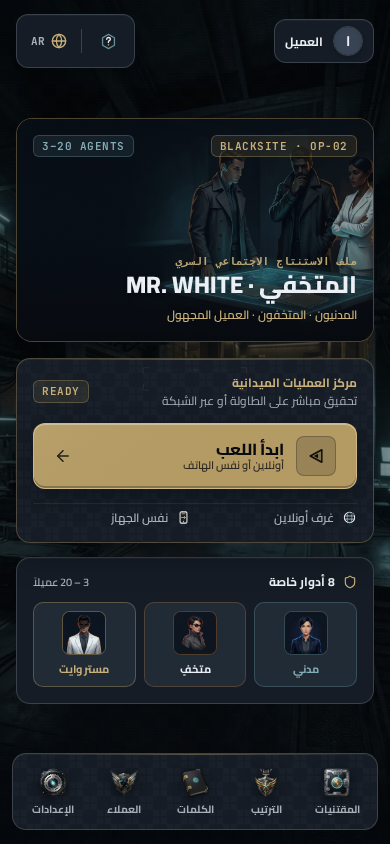 العميل
I
AR
BLACKSITE · OP-02
3–20 AGENTS
ملف الاستنتاج الاجتماعي السري
المتخفي · MR. WHITE
المدنيون · المتخفون · العميل المجهول
مركز العمليات الميدانية
تحقيق مباشر على الطاولة أو عبر الشبكة
READY
ابدأ اللعب
أونلاين أو نفس الهاتف
غرف أونلاين
نفس الجهاز
8 أدوار خاصة
3 – 20 عميلاً
مدني
متخفٍ
مستر وايت
المقتنيات
الترتيب
الكلمات
العملاء
الإعدادات